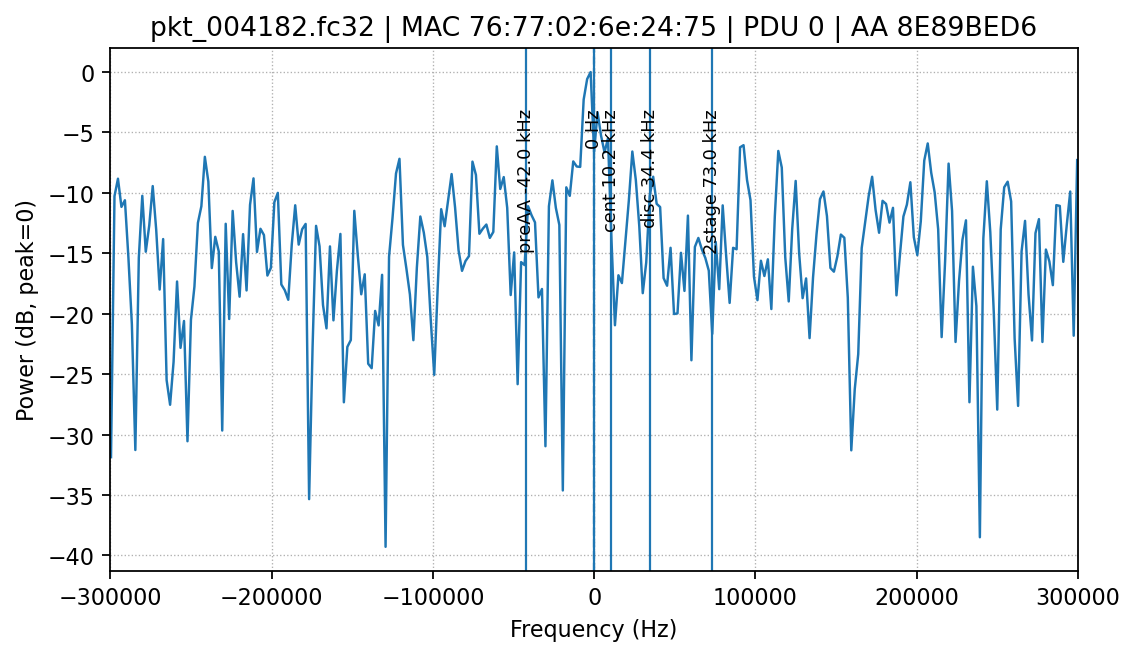 pkt_004182.fc32 | MAC 76:77:02:6e:24:75 | PDU 0 | AA 8E89BED6
Power (dB, peak=0)
0
−5
−10
−15
−20
−25
−30
−35
−40
preAA -42.0 kHz
0 Hz
cent 10.2 kHz
disc 34.4 kHz
2stage 73.0 kHz
−300000
−200000
−100000
0
100000
200000
300000
Frequency (Hz)